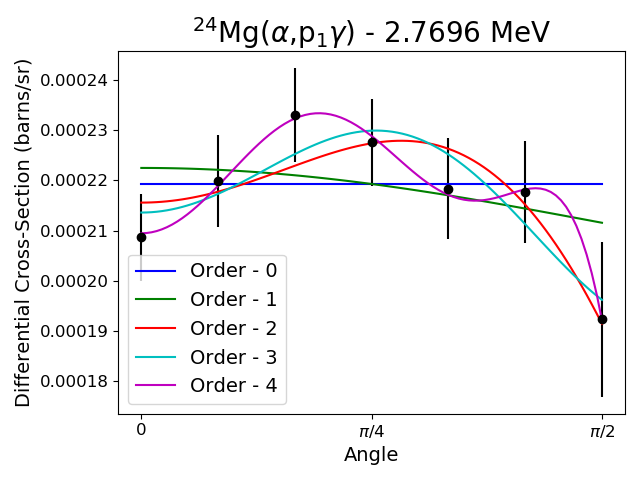 ²⁴Mg(α,p₁γ) - 2.7696 MeV
Differential Cross-Section (barns/sr)
0.00024
0.00023
0.00022
0.00021
0.00020
0.00019
0.00018
Order - 0
Order - 1
Order - 2
Order - 3
Order - 4
0
π/4
π/2
Angle